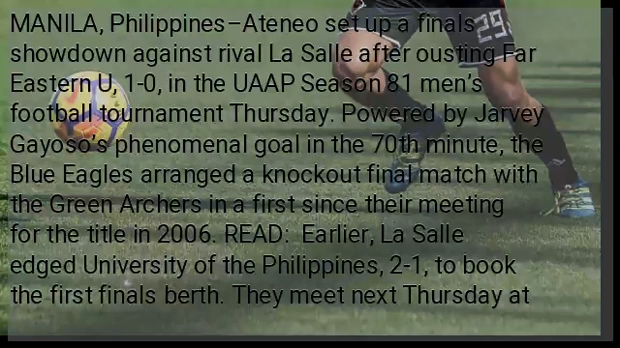 MANILA, Philippines–Ateneo set up a finals
showdown against rival La Salle after ousting Far
Eastern U, 1-0, in the UAAP Season 81 men’s
football tournament Thursday. Powered by Jarvey
Gayoso’s phenomenal goal in the 70th minute, the
Blue Eagles arranged a knockout final match with
the Green Archers in a first since their meeting
for the title in 2006. READ: Earlier, La Salle
edged University of the Philippines, 2-1, to book
the first finals berth. They meet next Thursday at
29